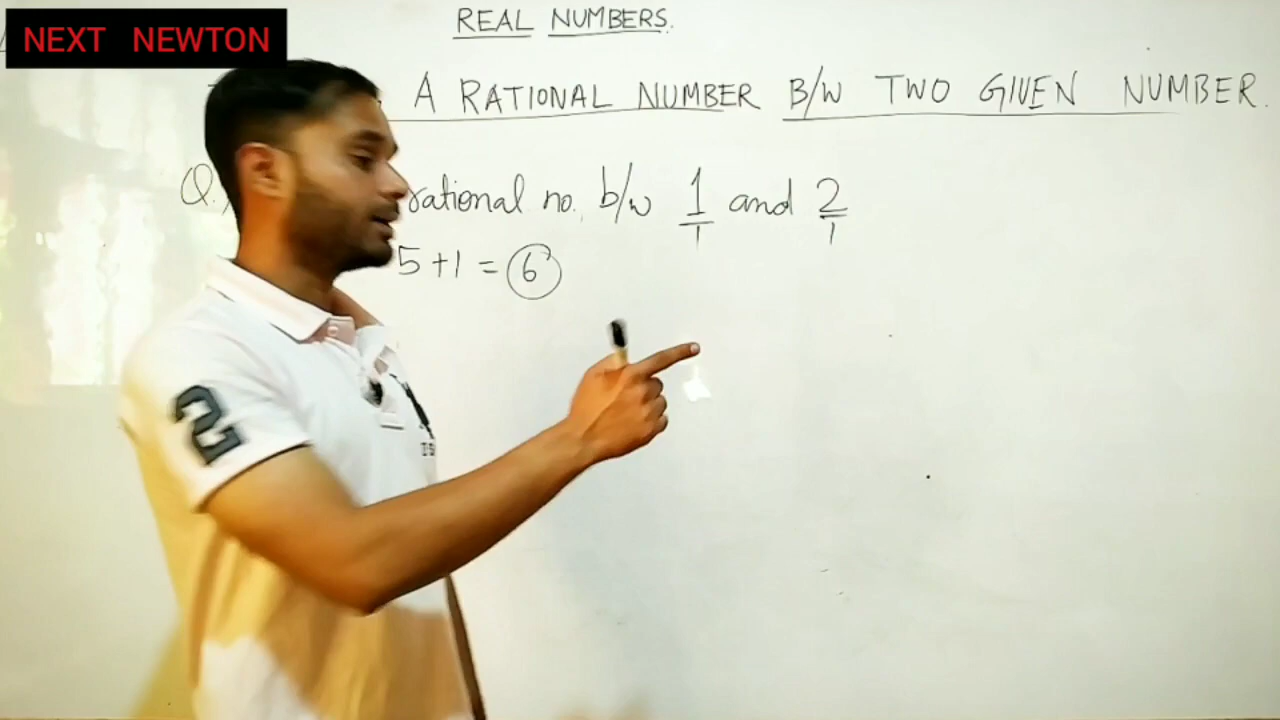 NEXT NEWTON
REAL NUMBERS.
A RATIONAL NUMBER B/W TWO GIVEN NUMBER.
Q. rational no. b/w 1/1 and 2/1
5+1 = 6
2